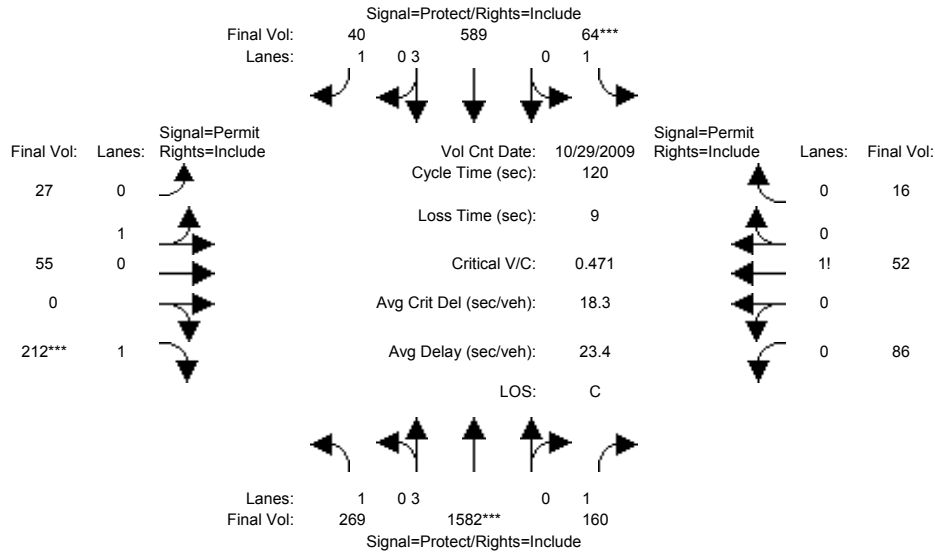 Signal=Protect/Rights=Include
Final Vol: 40 589 64***
Lanes: 1 0 3 0 1
Signal=Permit Signal=Permit
Final Vol: Lanes: Rights=Include Vol Cnt Date: 10/29/2009 Rights=Include Lanes: Final Vol:
Cycle Time (sec): 120
27 0 0 16
Loss Time (sec): 9
1 0
55 0 Critical V/C: 0.471 1! 52
0 Avg Crit Del (sec/veh): 18.3 0
212*** 1 Avg Delay (sec/veh): 23.4 0 86
LOS: C
Lanes: 1 0 3 0 1
Final Vol: 269 1582*** 160
Signal=Protect/Rights=Include